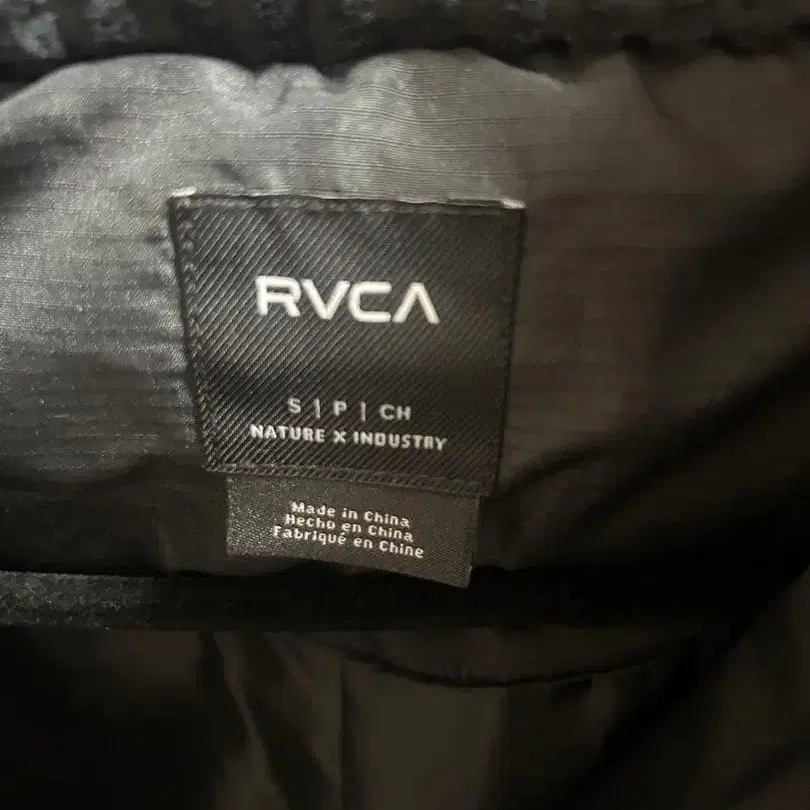 RVCA
S | P | CH
NATURE X INDUSTRY
Made in China
Hecho en China
Fabriqué en Chine